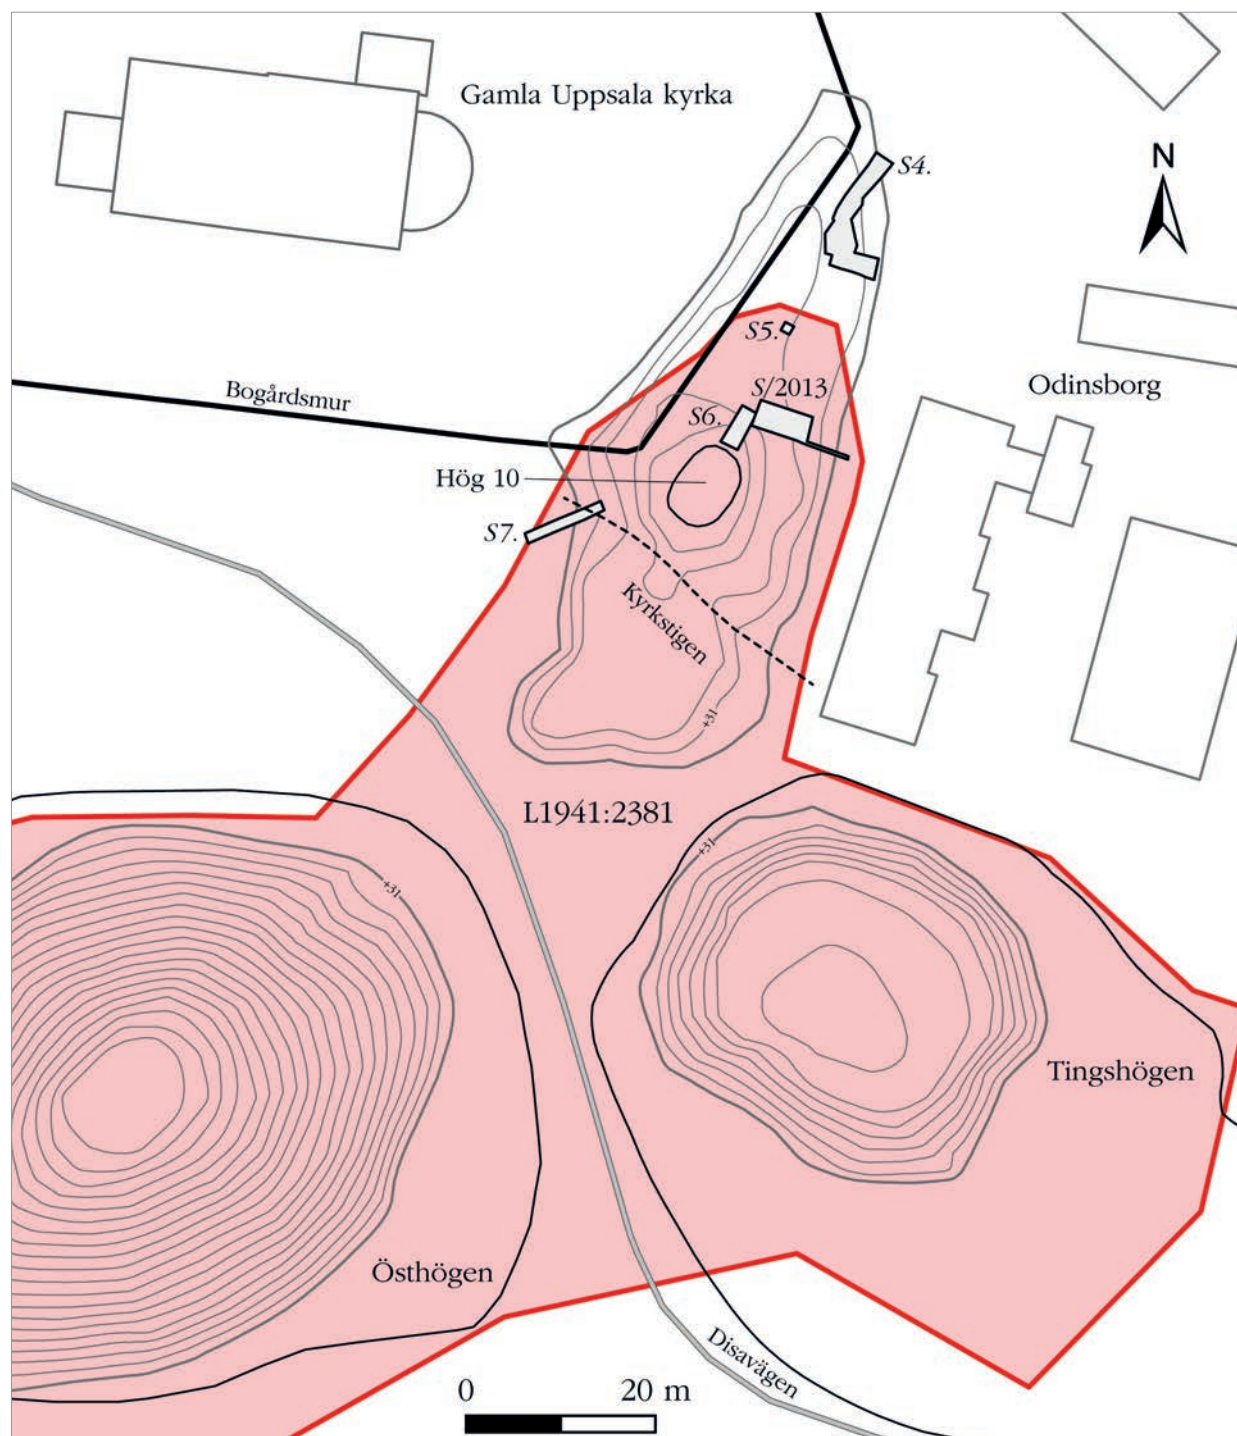 Gamla Uppsala kyrka
N
S4.
S5.
Odinsborg
S/2013
Bogårdsmur
S6.
Hög 10
S7.
Kyrkstigen
+31
L1941:2381
+31
+31
Tingshögen
Östhögen
Disavägen
0 20 m